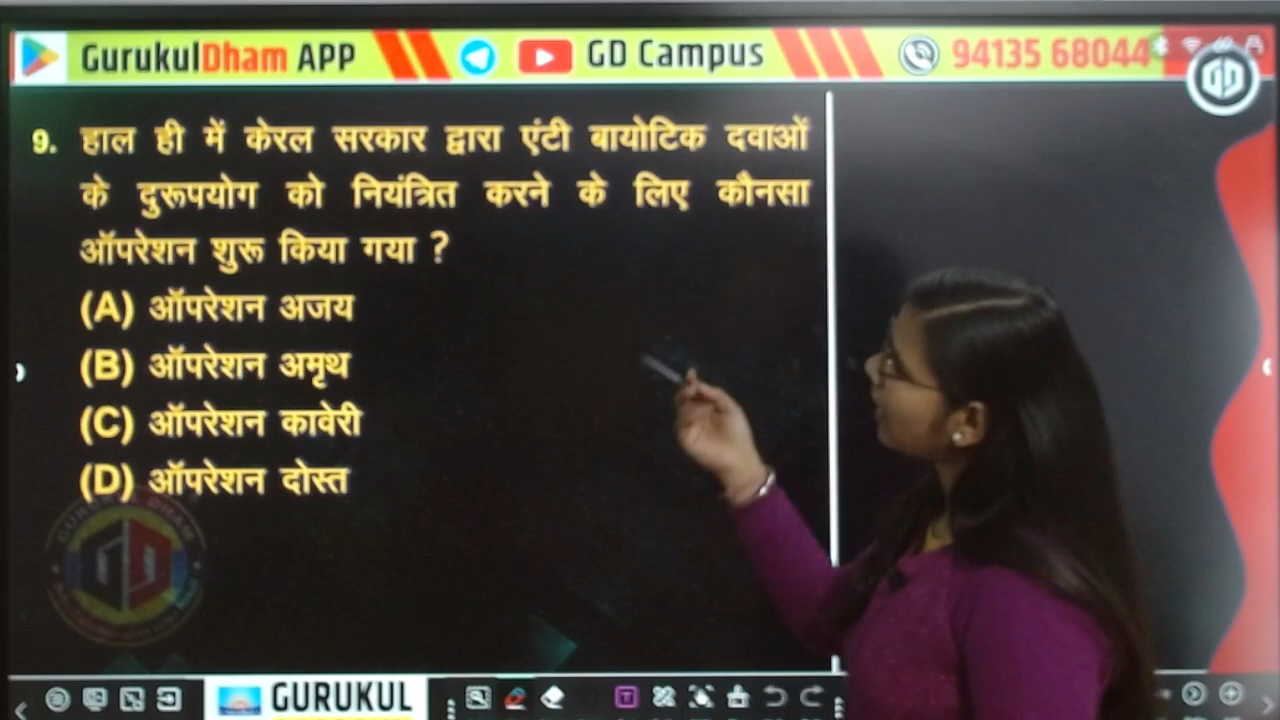 GurukulDham APP
GD Campus
94135 68044
9. हाल ही में केरल सरकार द्वारा एंटी बायोटिक दवाओं
के दुरूपयोग को नियंत्रित करने के लिए कौनसा
ऑपरेशन शुरू किया गया ?
(A) ऑपरेशन अजय
(B) ऑपरेशन अमृथ
(C) ऑपरेशन कावेरी
(D) ऑपरेशन दोस्त
GURUKUL